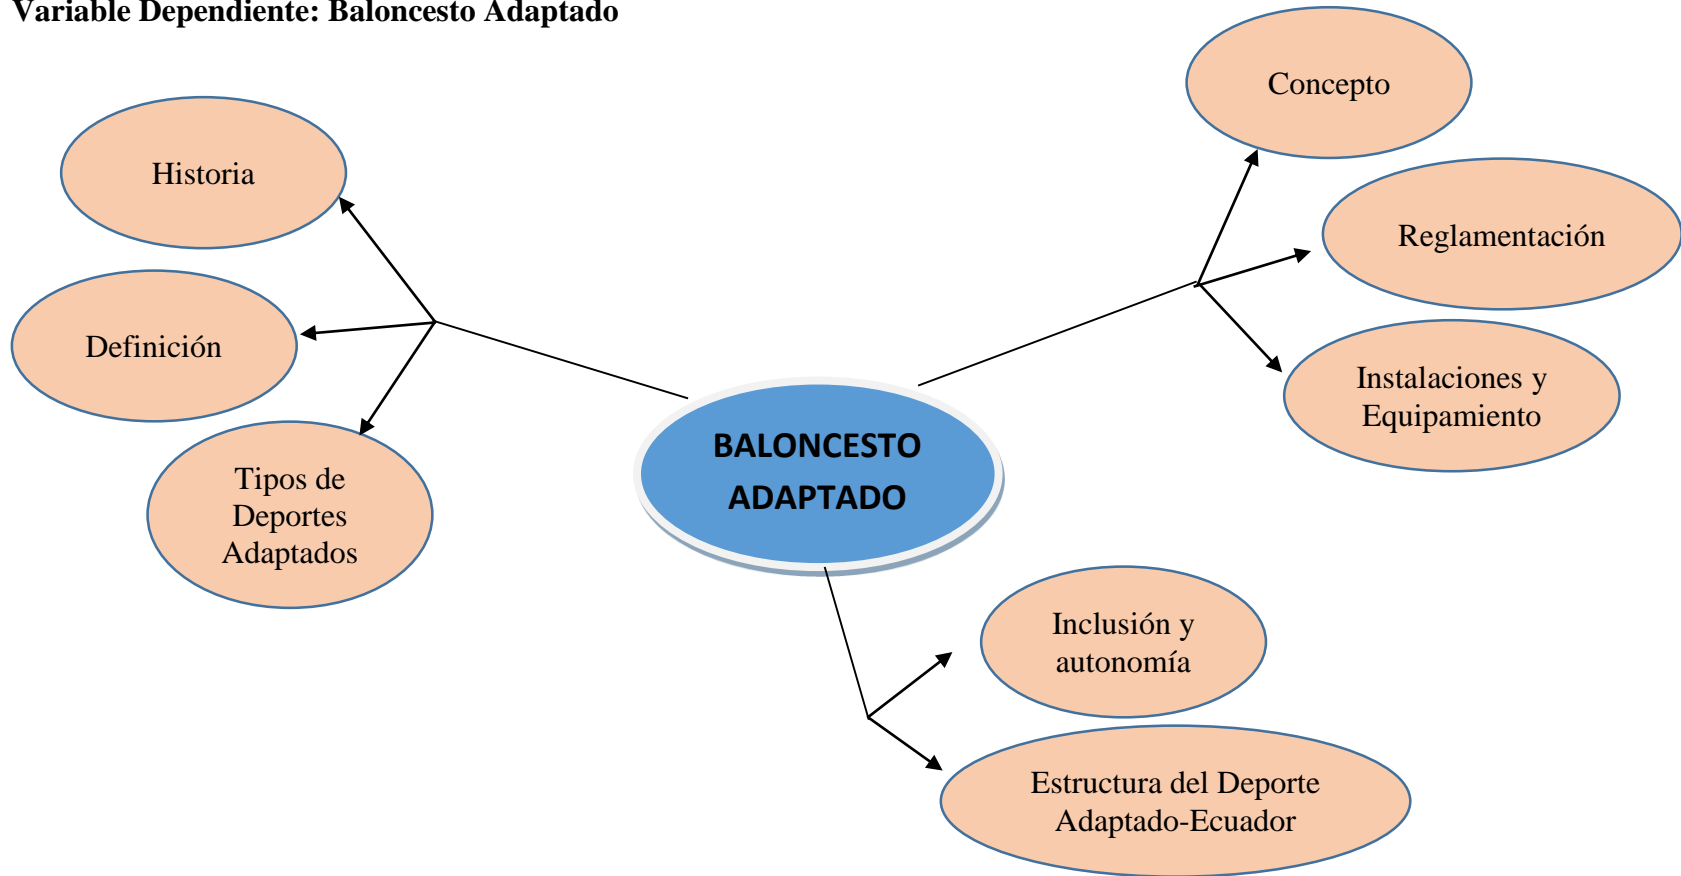 Variable Dependiente: Baloncesto Adaptado
Concepto
Historia
Reglamentación
Definición
Instalaciones y
Equipamiento
BALONCESTO
ADAPTADO
Tipos de
Deportes
Adaptados
Inclusión y
autonomía
Estructura del Deporte
Adaptado-Ecuador